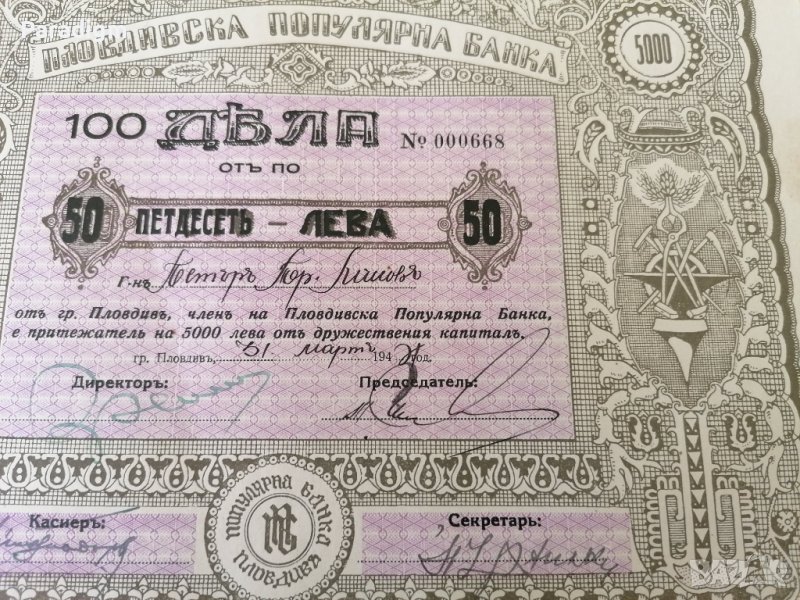 Paradigm
ПЛОВДИВСКА ПОПУЛЯРНА БАНКА
5000
100 ДѢЛА № 000668
ОТЪ ПО
50 ПЕТДЕСЕТЬ – ЛЕВА 50
Г-нъ Петъръ
отъ гр. Пловдивъ, членъ на Пловдивска Популярна Банка,
е притежатель на 5000 лева отъ дружествения капиталъ.
гр. Пловдивъ, 31 мартъ 194 год.
Директоръ: Председатель:
ПОПУЛЯРНА БАНКА
ПЛОВДИВЪ
Касиеръ: Секретарь: